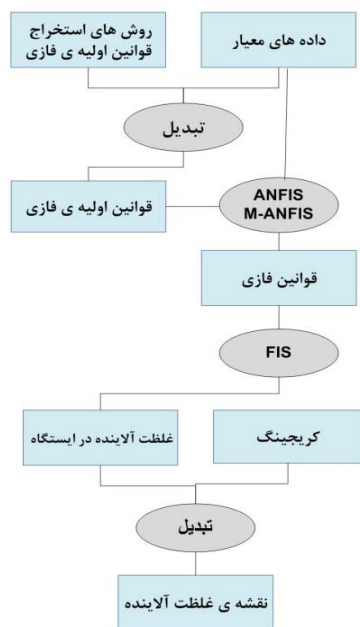 روش های استخراج
قوانین اولیه ی فازی
داده های معیار
تبدیل
قوانین اولیه ی فازی
ANFIS
M-ANFIS
قوانین فازی
FIS
غلظت آلاینده در ایستگاه
کریجینگ
تبدیل
نقشه ی غلظت آلاینده